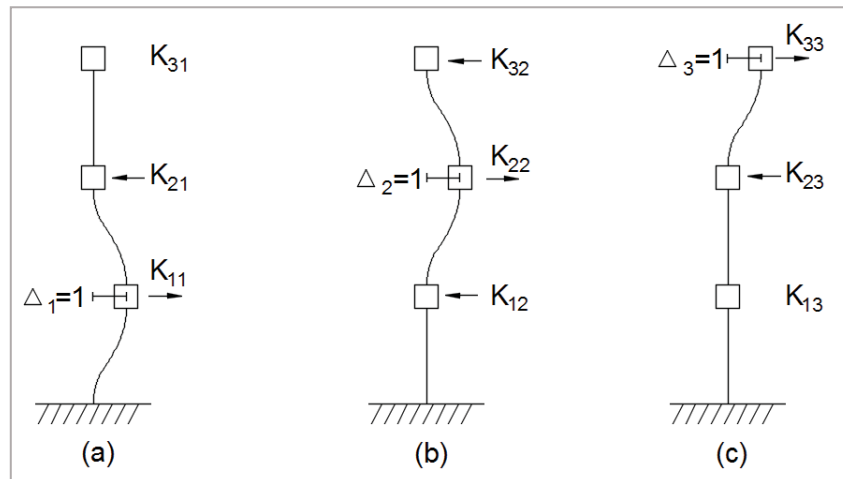 K₃₁
K₂₁
K₁₁
△₁=1
(a)
K₃₂
K₂₂
△₂=1
K₁₂
(b)
K₃₃
△₃=1
K₂₃
K₁₃
(c)